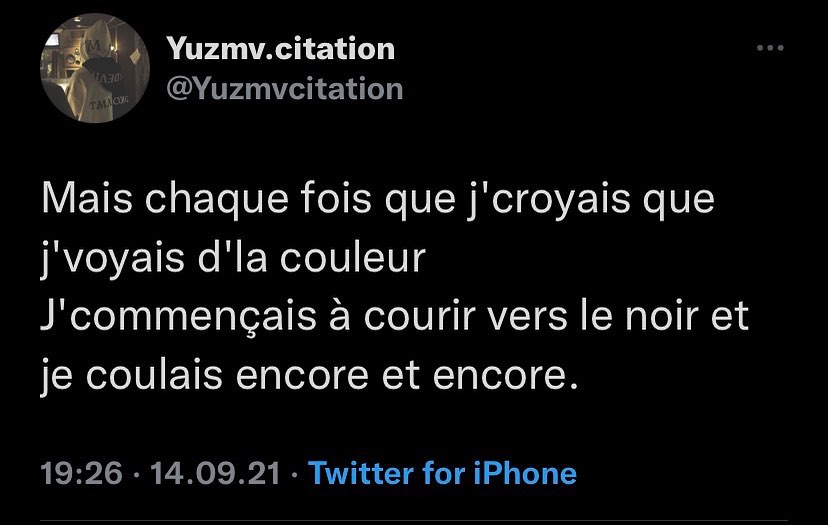 Yuzmv.citation
@Yuzmvcitation
Mais chaque fois que j'croyais que
j'voyais d'la couleur
J'commençais à courir vers le noir et
je coulais encore et encore.
19:26 · 14.09.21 · Twitter for iPhone